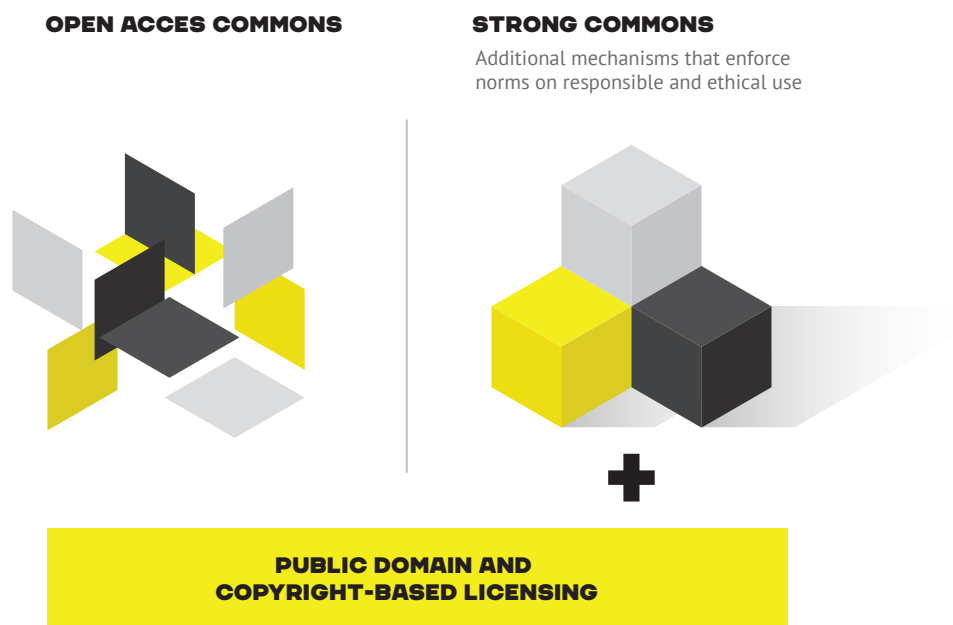 OPEN ACCES COMMONS
STRONG COMMONS
Additional mechanisms that enforce
norms on responsible and ethical use
PUBLIC DOMAIN AND
COPYRIGHT-BASED LICENSING